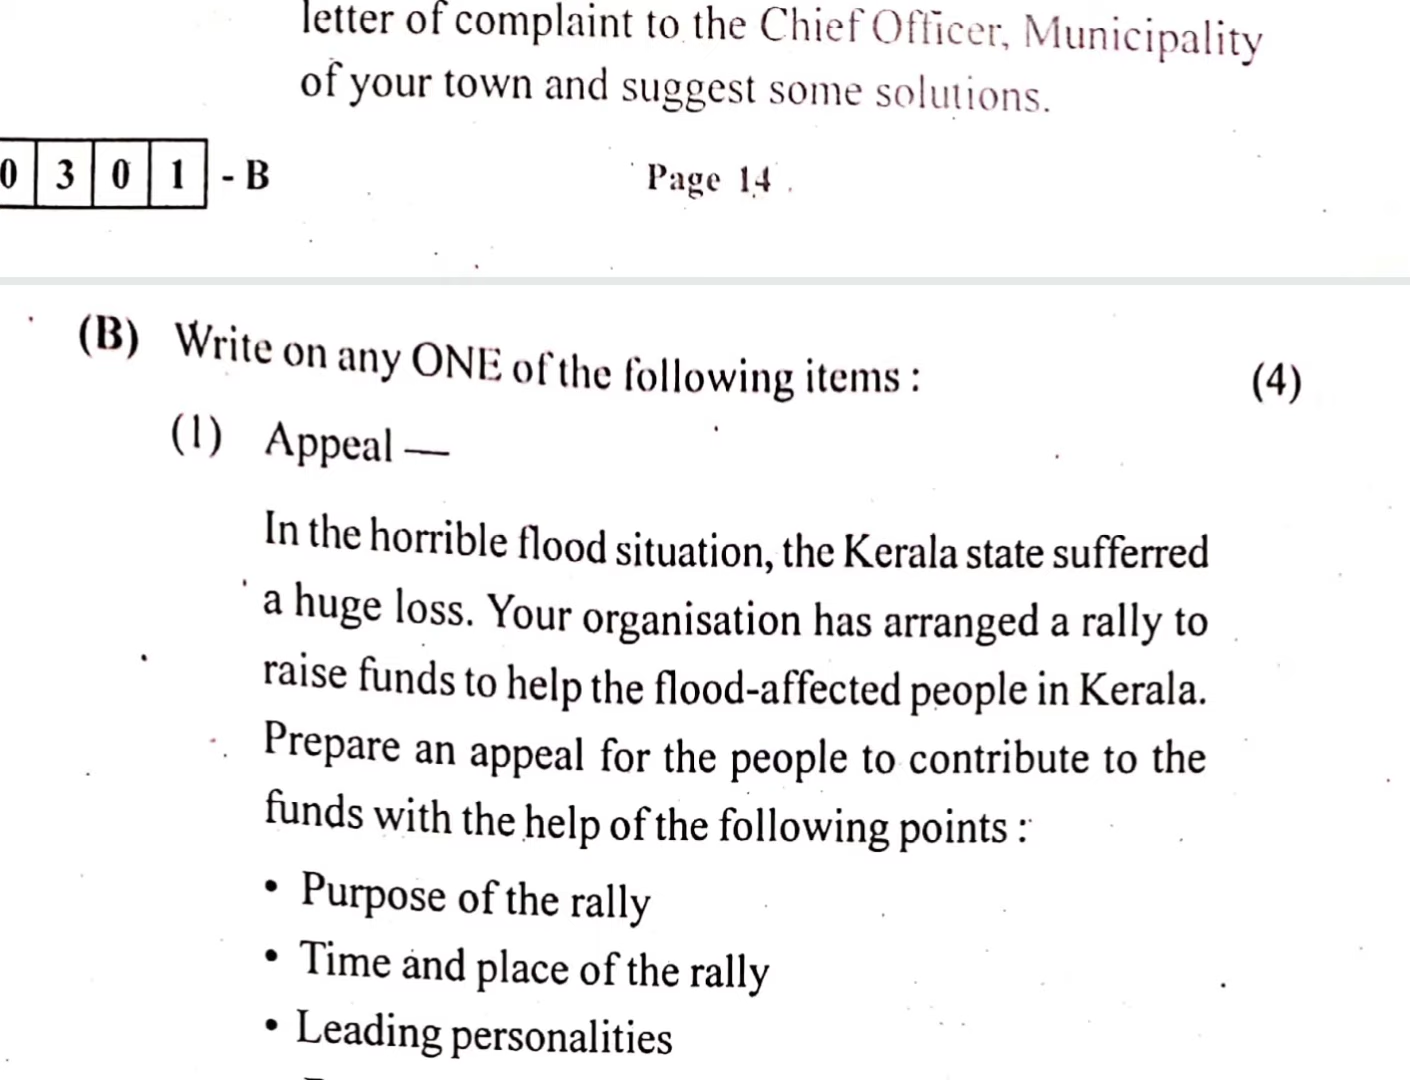 letter of complaint to the Chief Officer, Municipality
of your town and suggest some solutions.
0 3 0 1 - B Page 14
(B) Write on any ONE of the following items : (4)
(1) Appeal —
In the horrible flood situation, the Kerala state sufferred
a huge loss. Your organisation has arranged a rally to
raise funds to help the flood-affected people in Kerala.
Prepare an appeal for the people to contribute to the
funds with the help of the following points :
• Purpose of the rally
• Time and place of the rally
• Leading personalities